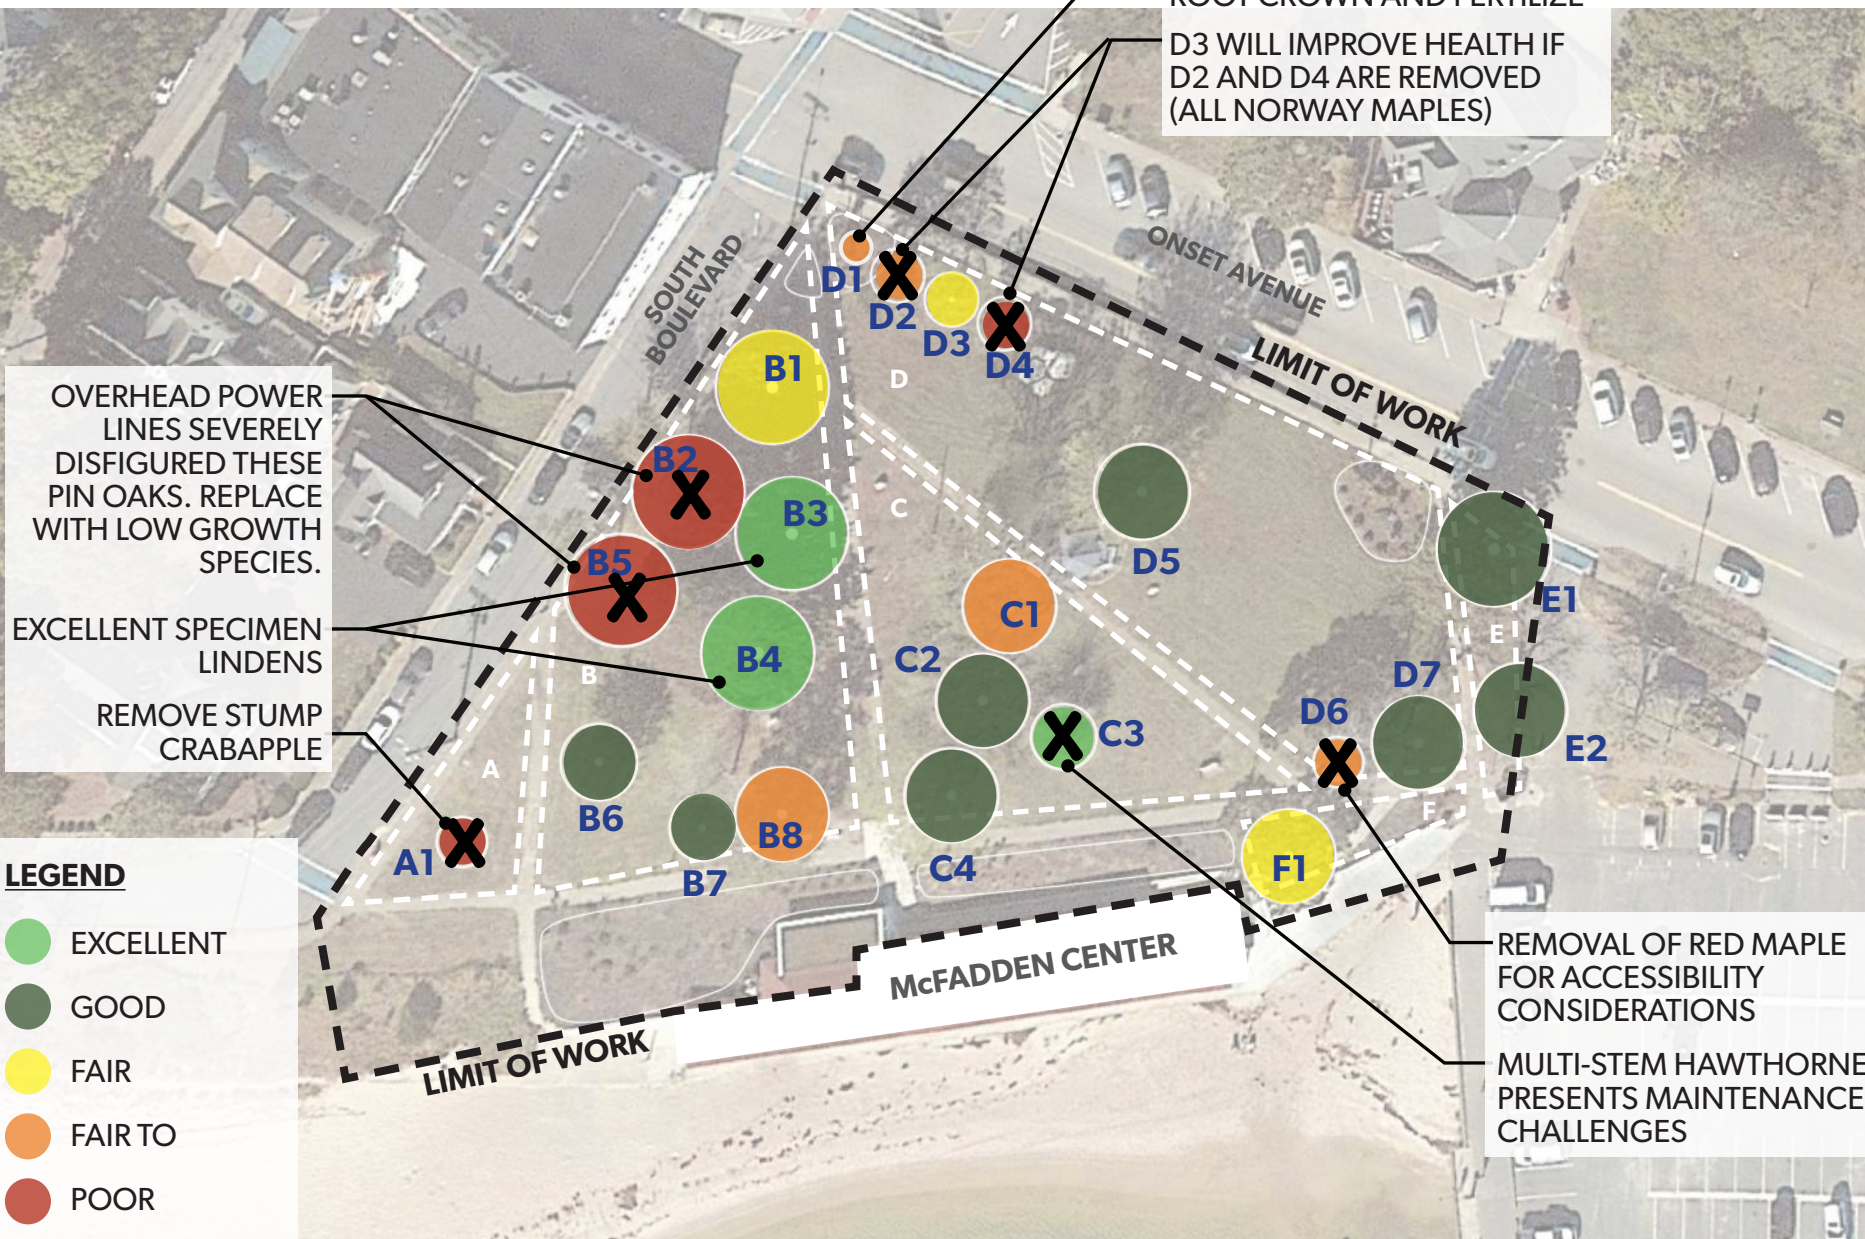 ROOT CROWN AND FERTILIZE
D3 WILL IMPROVE HEALTH IF
D2 AND D4 ARE REMOVED
(ALL NORWAY MAPLES)
SOUTH
BOULEVARD
ONSET AVENUE
LIMIT OF WORK
D1
D2
D3
D4
D
B1
B2
B3
C
B5
B4
B
D5
E1
E
C1
C2
C3
D7
D6
E2
A
B6
B7
B8
A1
C4
F
F1
OVERHEAD POWER
LINES SEVERELY
DISFIGURED THESE
PIN OAKS. REPLACE
WITH LOW GROWTH
SPECIES.
EXCELLENT SPECIMEN
LINDENS
REMOVE STUMP
CRABAPPLE
LEGEND
EXCELLENT
GOOD
FAIR
FAIR TO
POOR
McFADDEN CENTER
LIMIT OF WORK
REMOVAL OF RED MAPLE
FOR ACCESSIBILITY
CONSIDERATIONS
MULTI-STEM HAWTHORNE
PRESENTS MAINTENANCE
CHALLENGES